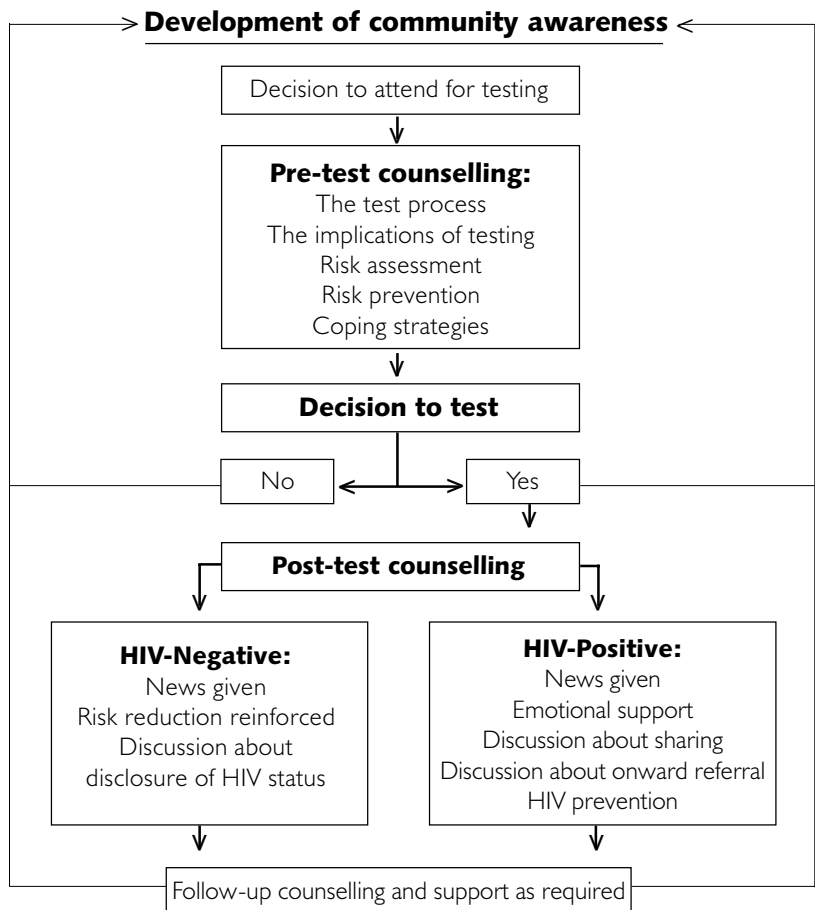 Development of community awareness
Decision to attend for testing
Pre-test counselling:
The test process
The implications of testing
Risk assessment
Risk prevention
Coping strategies
Decision to test
No
Yes
Post-test counselling
HIV-Negative:
News given
Risk reduction reinforced
Discussion about
disclosure of HIV status
HIV-Positive:
News given
Emotional support
Discussion about sharing
Discussion about onward referral
HIV prevention
Follow-up counselling and support as required